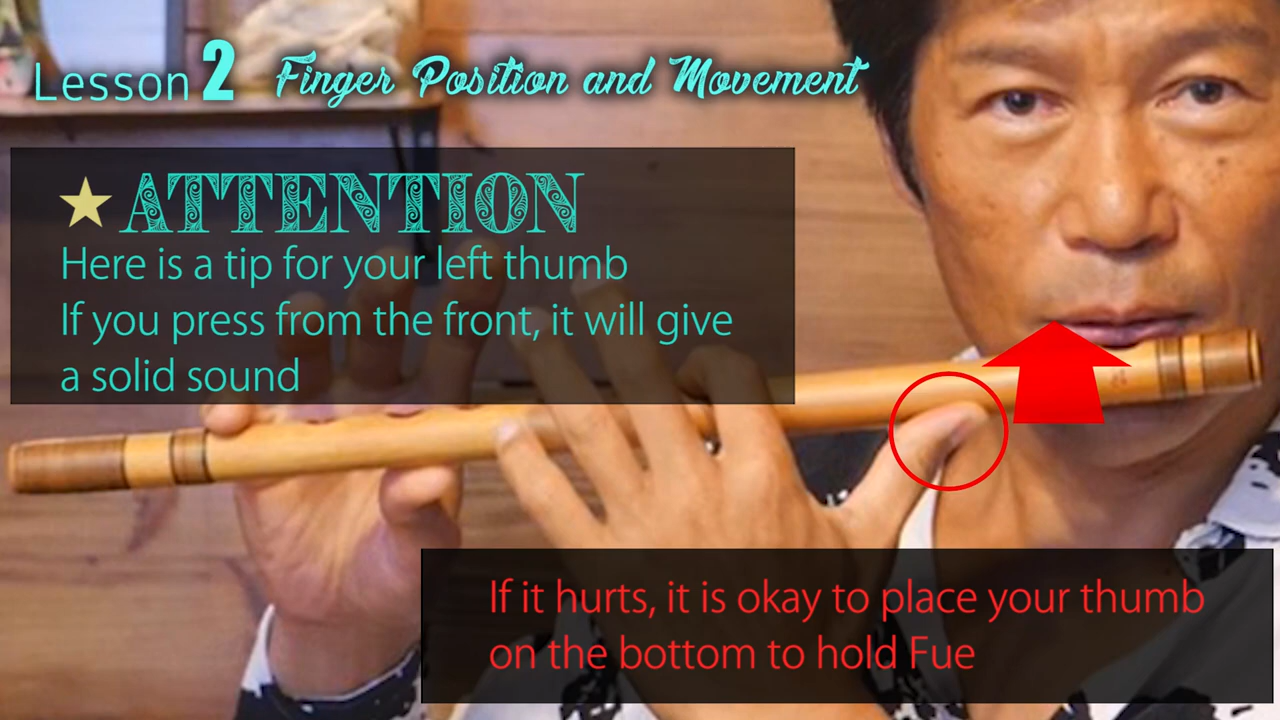 Lesson 2 Finger Position and Movement
★ATTENTION
Here is a tip for your left thumb
If you press from the front, it will give
a solid sound
If it hurts, it is okay to place your thumb
on the bottom to hold Fue